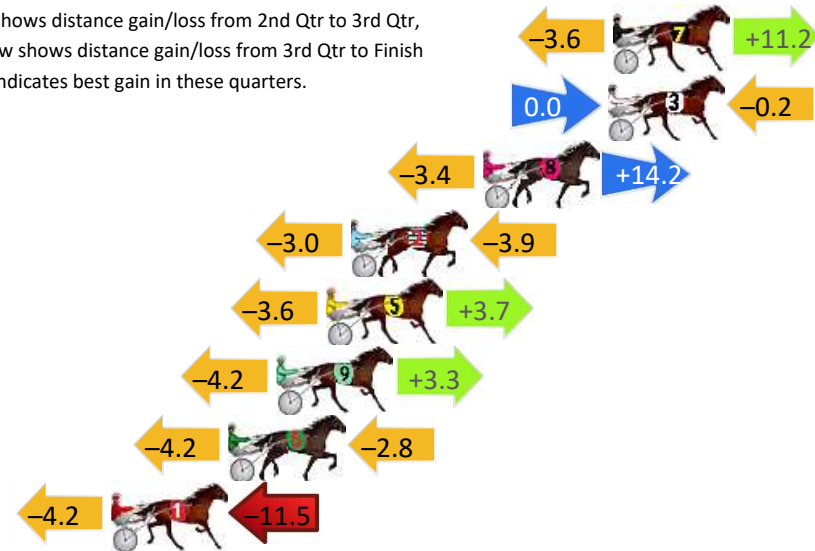 hows distance gain/loss from 2nd Qtr to 3rd Qtr,
w shows distance gain/loss from 3rd Qtr to Finish
ndicates best gain in these quarters.
–3.6 7 +11.2
0.0 3 –0.2
–3.4 8 +14.2
–3.0 –3.9
–3.6 5 +3.7
–4.2 9 +3.3
–4.2 6 –2.8
–4.2 1 –11.5